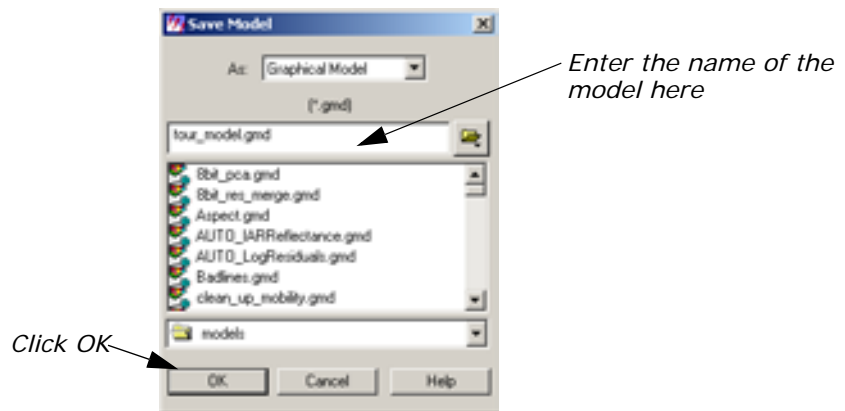 Save Model
As: Graphical Model
(*.gmd)
Enter the name of the
model here
tour_model.gmd
8bit_pca.gmd
8bit_res_merge.gmd
Aspect.gmd
AUTO_IARReflectance.gmd
AUTO_LogResiduals.gmd
Badlines.gmd
clean_up_mobility.gmd
models
Click OK
OK Cancel Help